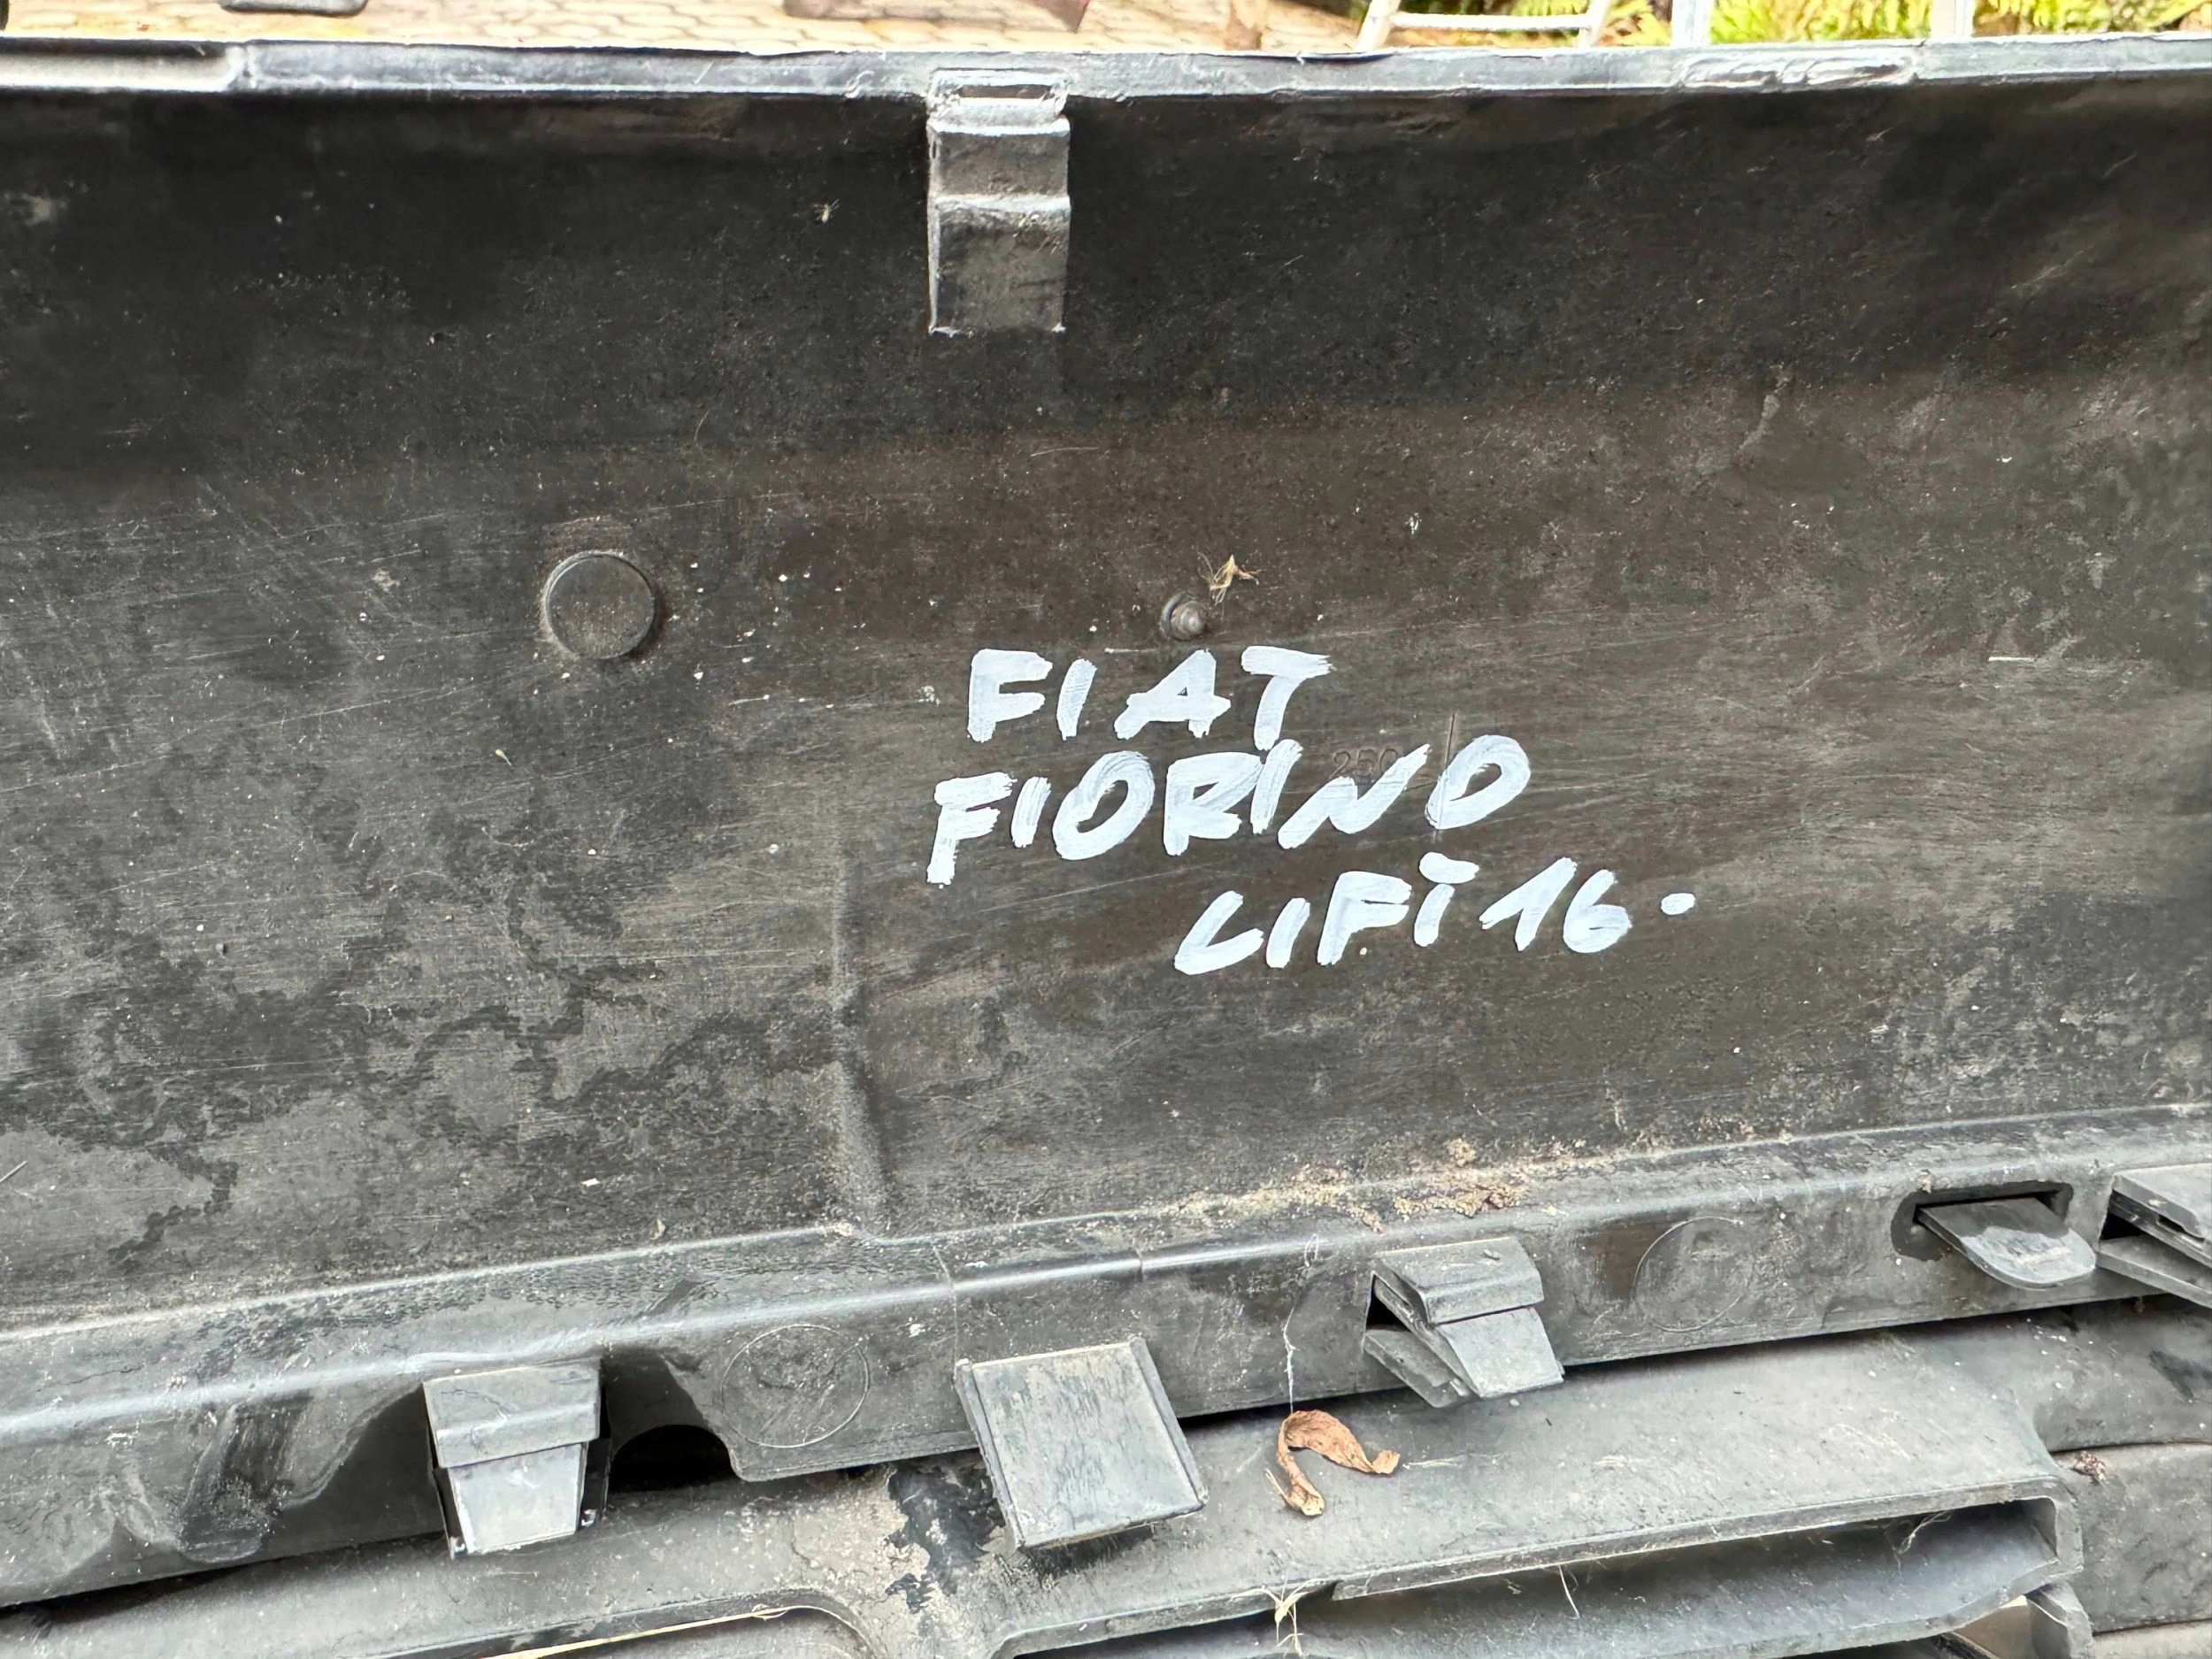 FIAT
FIORINO
LIFT 16.